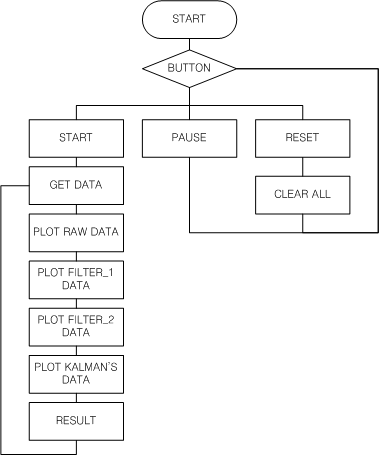 START
BUTTON
START
PAUSE
RESET
GET DATA
CLEAR ALL
PLOT RAW DATA
PLOT FILTER_1
DATA
PLOT FILTER_2
DATA
PLOT KALMAN'S
DATA
RESULT